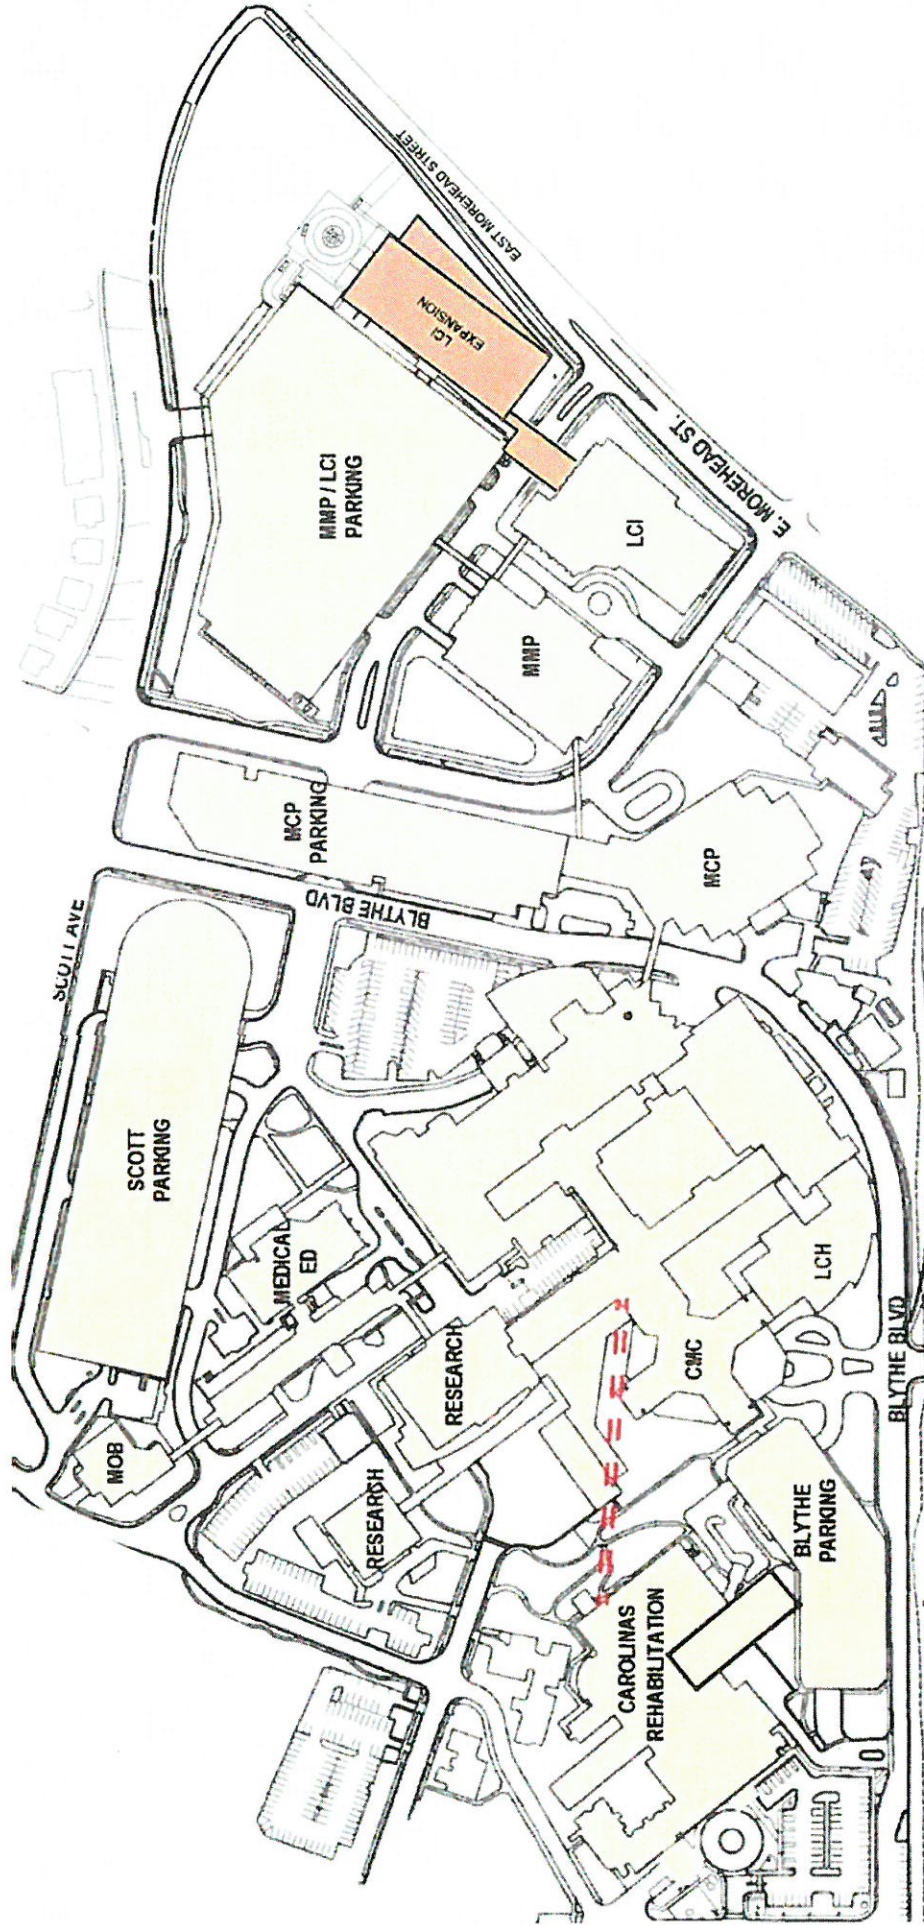 EAST MOREHEAD STREET
LCI
EXPANSION
MMP / LCI
PARKING
E. MOREHEAD ST.
LCI
MMP
MCP
PARKING
MCP
BLYTHE BLVD
SCOTT AVE
SCOTT
PARKING
MEDICAL
ED
LCH
CMC
RESEARCH
MOB
RESEARCH
BLYTHE BLVD
BLYTHE
PARKING
CAROLINAS
REHABILITATION